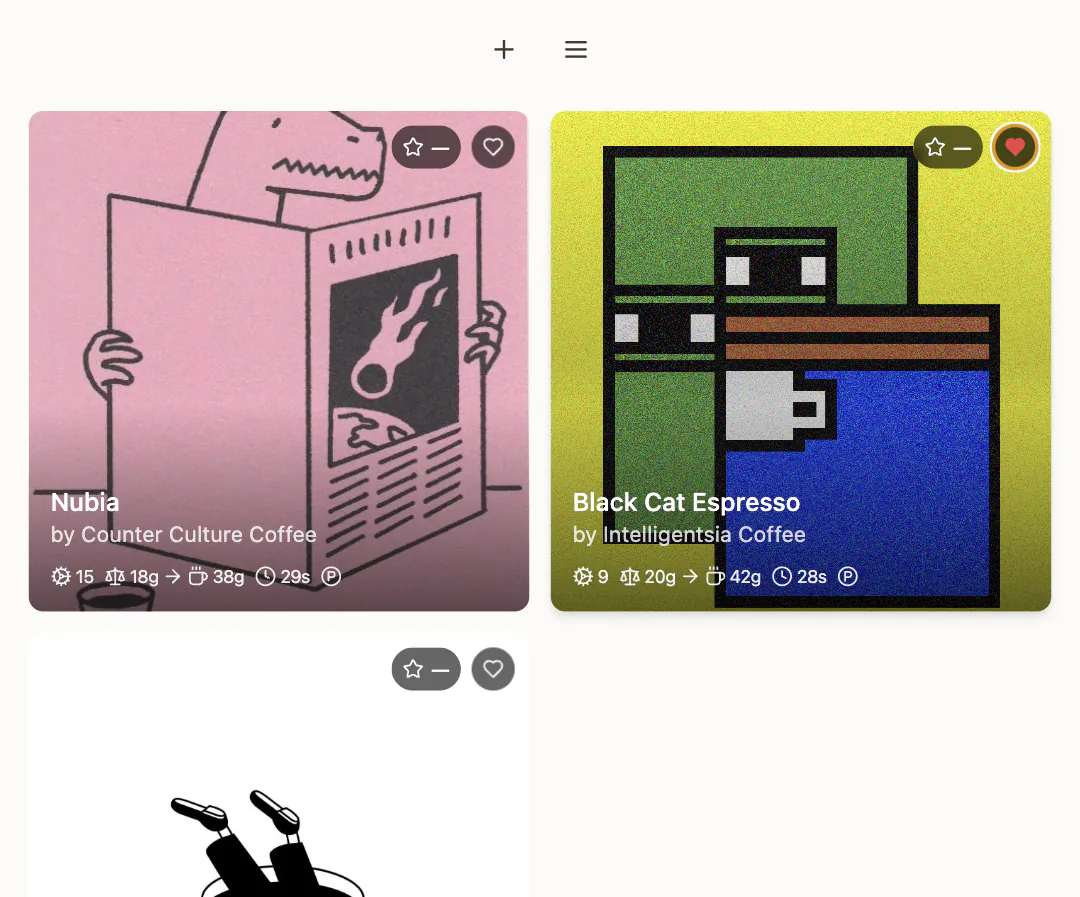 Nubia
by Counter Culture Coffee
15 18g → 38g 29s P
Black Cat Espresso
by Intelligentsia Coffee
9 20g → 42g 28s P